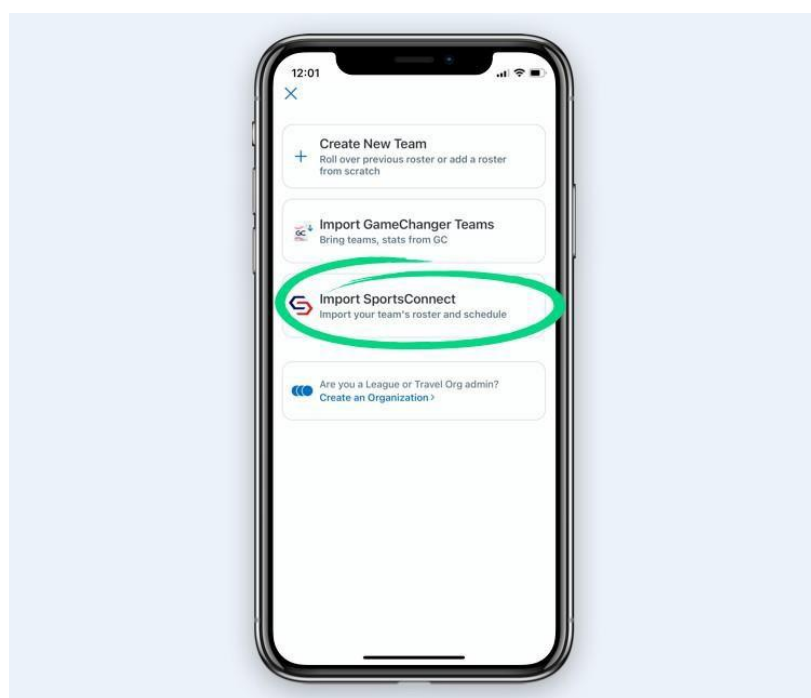 12:01
Create New Team
Roll over previous roster or add a roster
from scratch
GC
Import GameChanger Teams
Bring teams, stats from GC
Import SportsConnect
Import your team's roster and schedule
Are you a League or Travel Org admin?
Create an Organization >